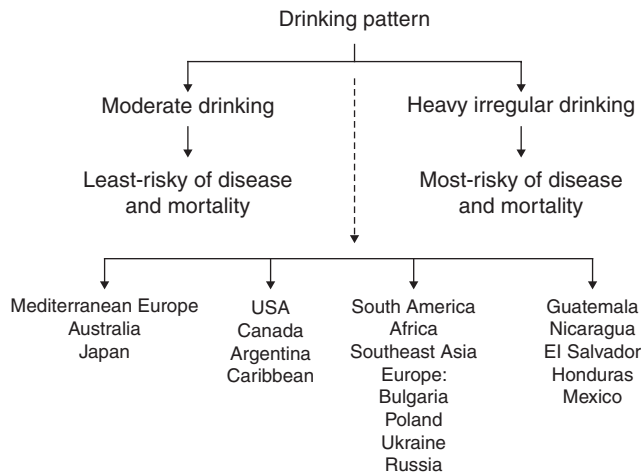 Drinking pattern
Moderate drinking
Heavy irregular drinking
Least-risky of disease
and mortality
Most-risky of disease
and mortality
Mediterranean Europe
Australia
Japan
USA
Canada
Argentina
Caribbean
South America
Africa
Southeast Asia
Europe:
Bulgaria
Poland
Ukraine
Russia
Guatemala
Nicaragua
El Salvador
Honduras
Mexico